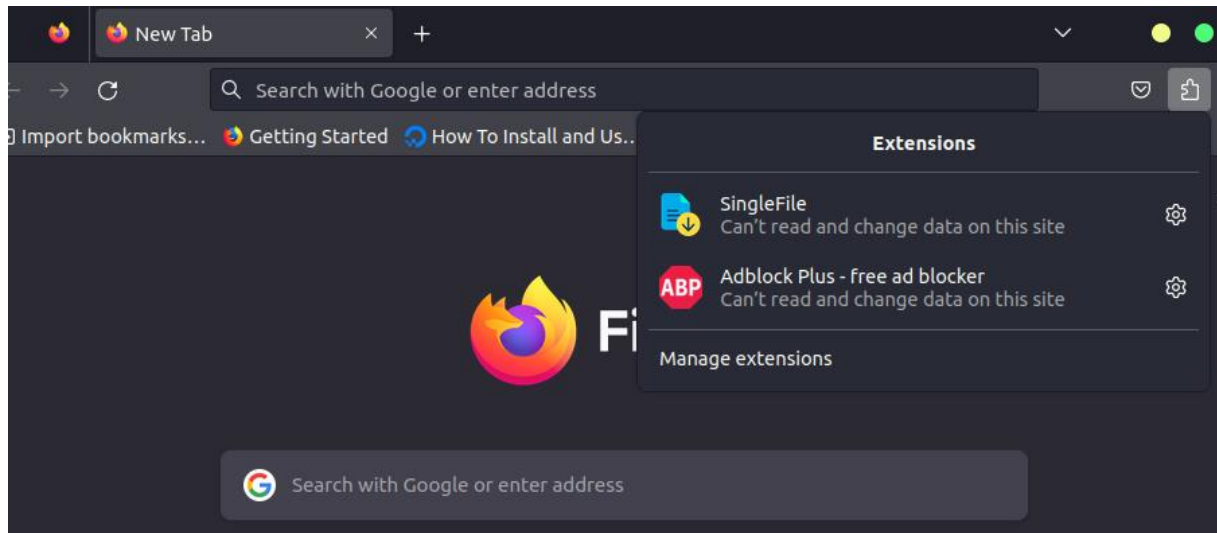 New Tab
Search with Google or enter address
Import bookmarks...
Getting Started
How To Install and Us...
Extensions
SingleFile
Can't read and change data on this site
ABP
Adblock Plus - free ad blocker
Can't read and change data on this site
Manage extensions
Fi
G
Search with Google or enter address